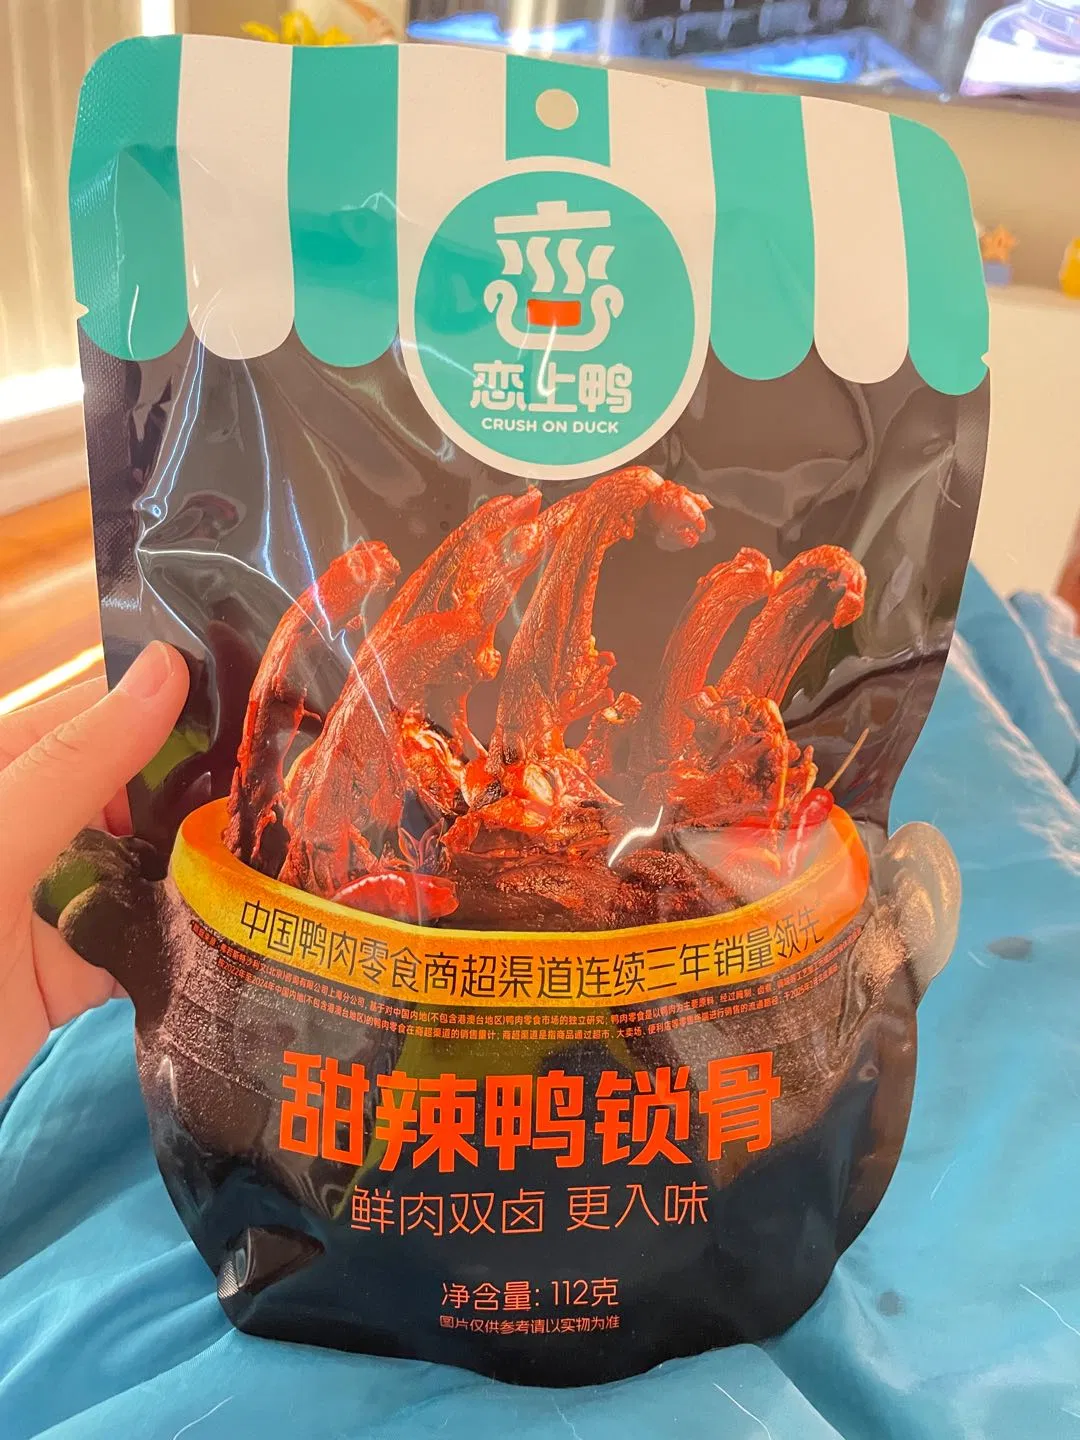 恋上鸭
CRUSH ON DUCK
中国鸭肉零食商超渠道连续三年销量领先
甜辣鸭锁骨
鲜肉双卤 更入味
净含量: 112克
图片仅供参考请以实物为准